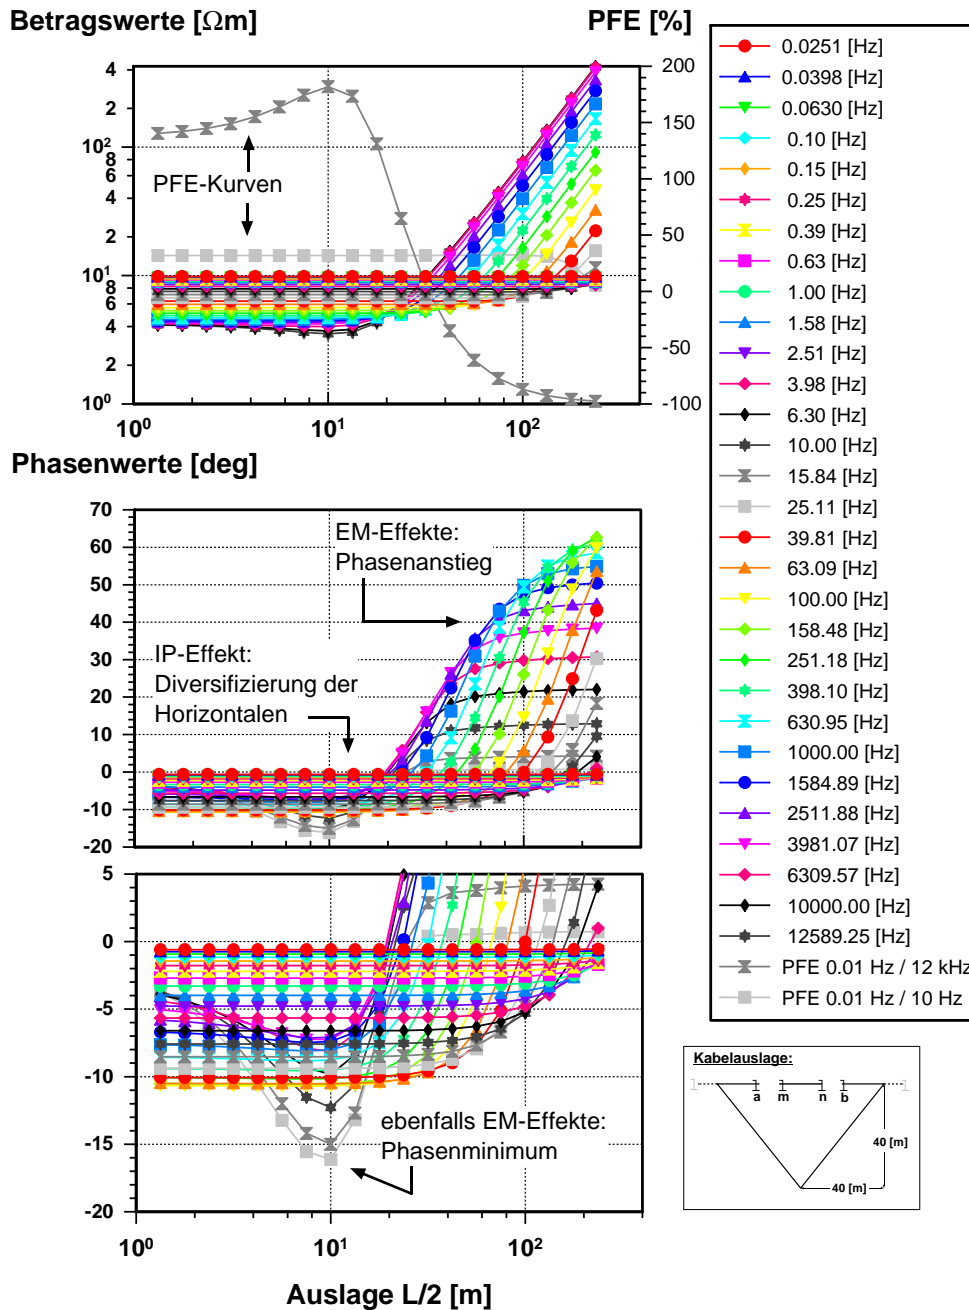 Betragswerte [Ωm]
PFE [%]
4
2
10²
8
6
4
2
10¹
8
6
4
2
10⁰
200
150
100
50
0
-50
-100
PFE-Kurven
10⁰ 10¹ 10²
Phasenwerte [deg]
70
60
50
40
30
20
10
0
-10
-20
EM-Effekte:
Phasenanstieg
IP-Effekt:
Diversifizierung der
Horizontalen
5
0
-5
-10
-15
-20
ebenfalls EM-Effekte:
Phasenminimum
10⁰ 10¹ 10²
Auslage L/2 [m]
0.0251 [Hz]
0.0398 [Hz]
0.0630 [Hz]
0.10 [Hz]
0.15 [Hz]
0.25 [Hz]
0.39 [Hz]
0.63 [Hz]
1.00 [Hz]
1.58 [Hz]
2.51 [Hz]
3.98 [Hz]
6.30 [Hz]
10.00 [Hz]
15.84 [Hz]
25.11 [Hz]
39.81 [Hz]
63.09 [Hz]
100.00 [Hz]
158.48 [Hz]
251.18 [Hz]
398.10 [Hz]
630.95 [Hz]
1000.00 [Hz]
1584.89 [Hz]
2511.88 [Hz]
3981.07 [Hz]
6309.57 [Hz]
10000.00 [Hz]
12589.25 [Hz]
PFE 0.01 Hz / 12 kHz
PFE 0.01 Hz / 10 Hz
Kabelauslage:
a m n b
40 [m]
40 [m]